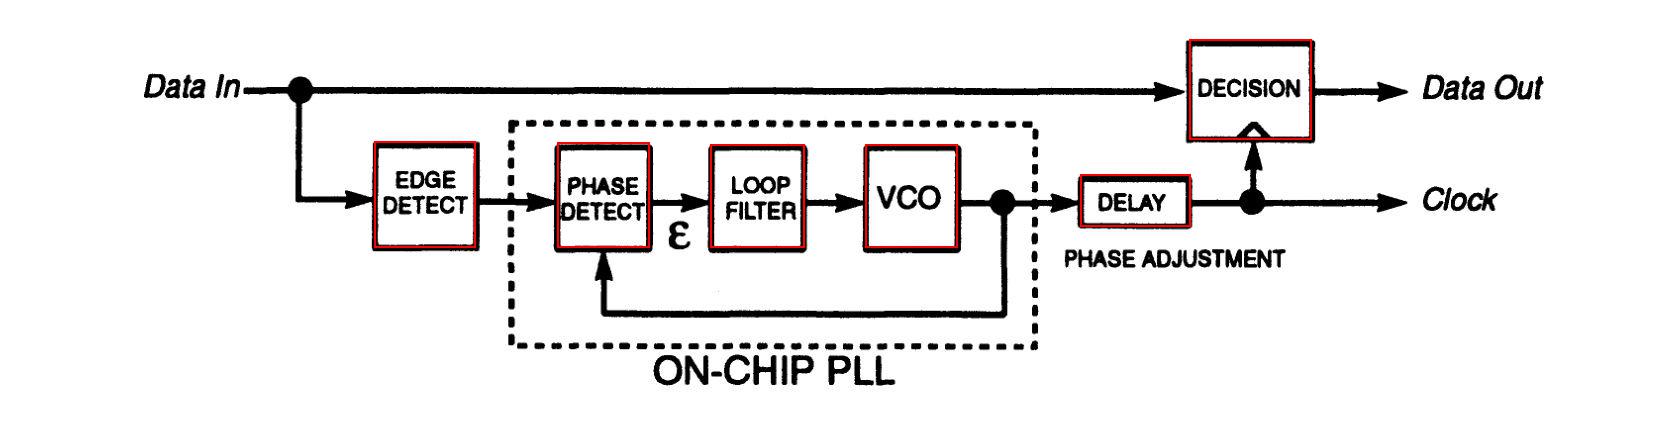 Data In
DECISION
Data Out
EDGE
DETECT
PHASE
DETECT
ε
LOOP
FILTER
VCO
DELAY
Clock
PHASE ADJUSTMENT
ON-CHIP PLL